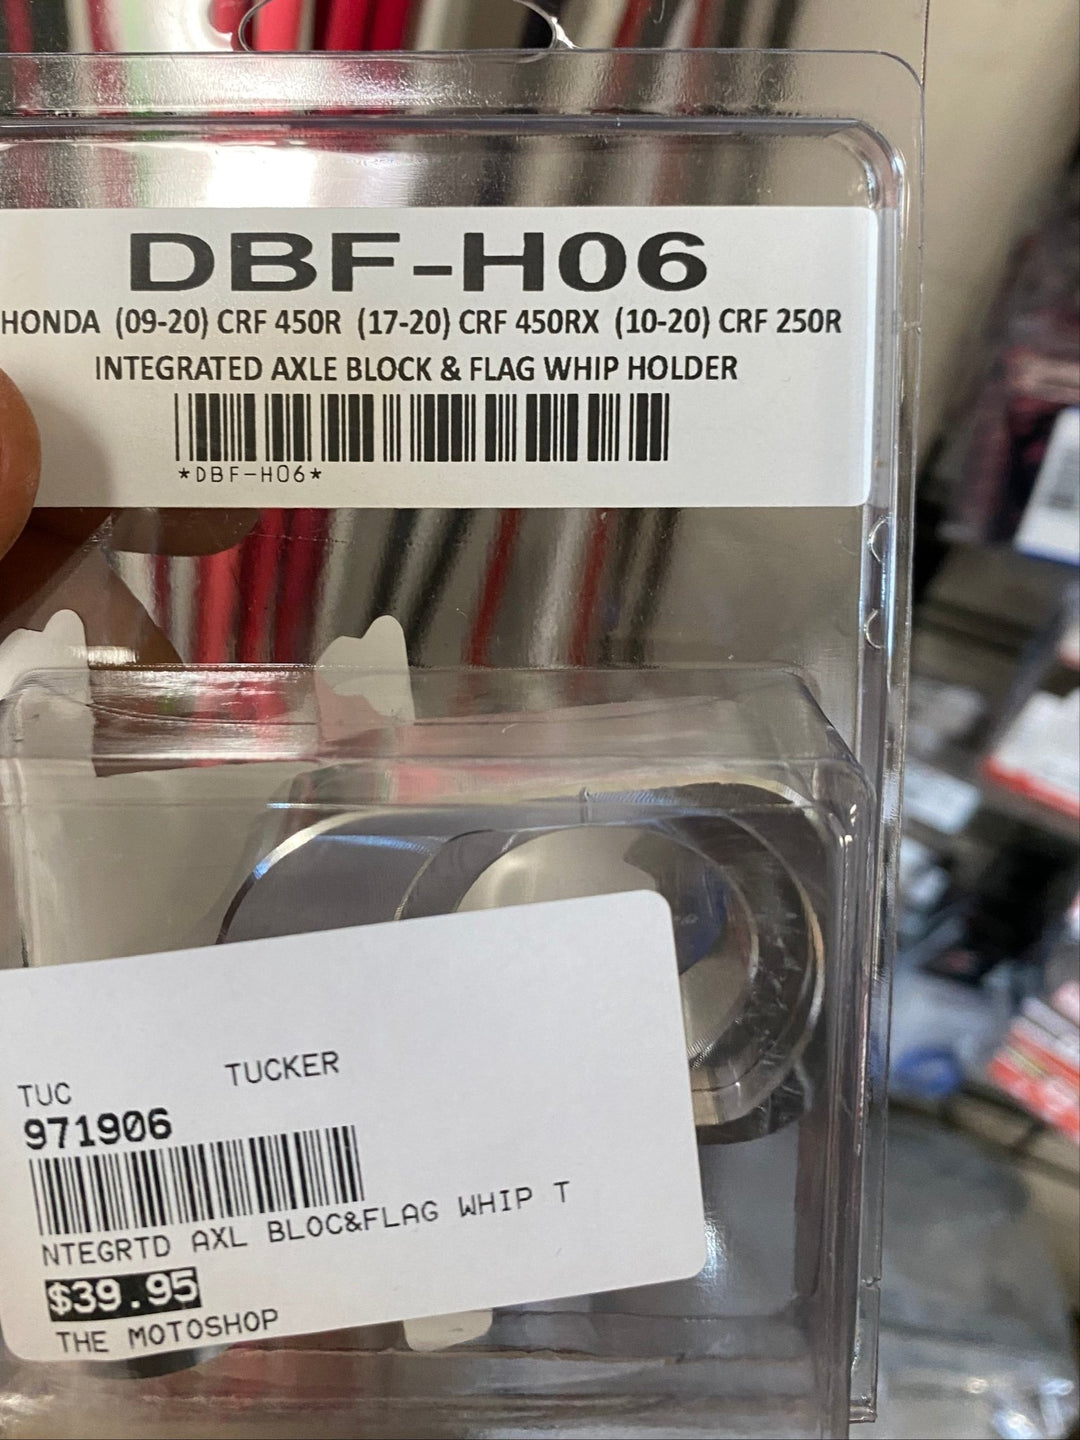 DBF-H06
HONDA (09-20) CRF 450R (17-20) CRF 450RX (10-20) CRF 250R
INTEGRATED AXLE BLOCK & FLAG WHIP HOLDER
*DBF-H06*
TUC TUCKER
971906
NTEGRTD AXL BLOC&FLAG WHIP T
$39.95
THE MOTOSHOP